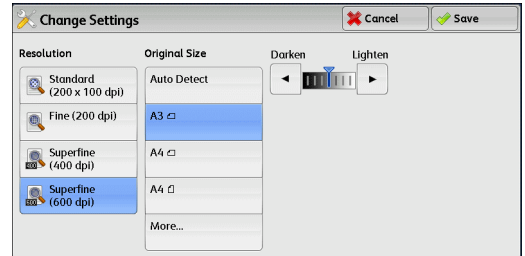 Change Settings
Cancel
Save
Resolution
Original Size
Darken
Lighten
Standard
(200 x 100 dpi)
Fine (200 dpi)
Superfine
(400 dpi)
Superfine
(600 dpi)
Auto Detect
A3
A4
A4
More...